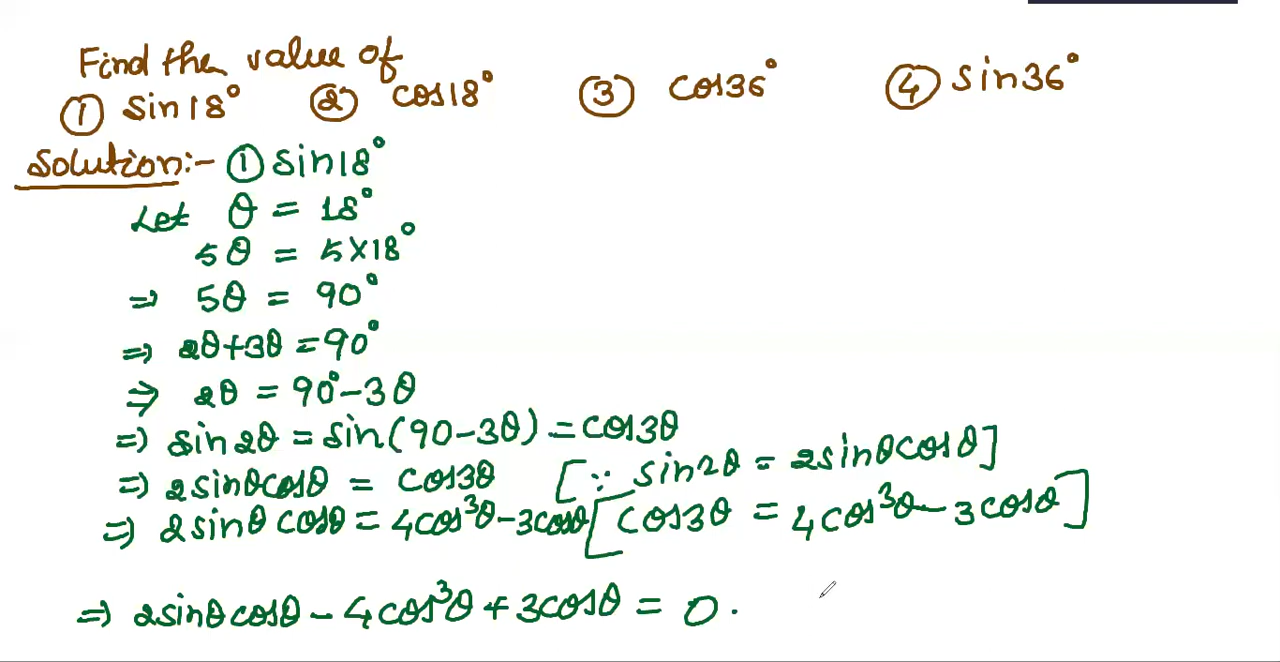 Find the value of
① sin18° ② cos18° ③ cos36° ④ sin36°
Solution:- ① sin18°
Let θ = 18°
5θ = 5×18°
⇒ 5θ = 90°
⇒ 2θ+3θ = 90°
⇒ 2θ = 90°-3θ
⇒ sin2θ = sin(90-3θ) = cos3θ
⇒ 2sinθcosθ = cos3θ [∵ sin2θ = 2sinθcosθ]
⇒ 2sinθcosθ = 4cos³θ-3cosθ [cos3θ = 4cos³θ-3cosθ]
⇒ 2sinθcosθ - 4cos³θ + 3cosθ = 0.